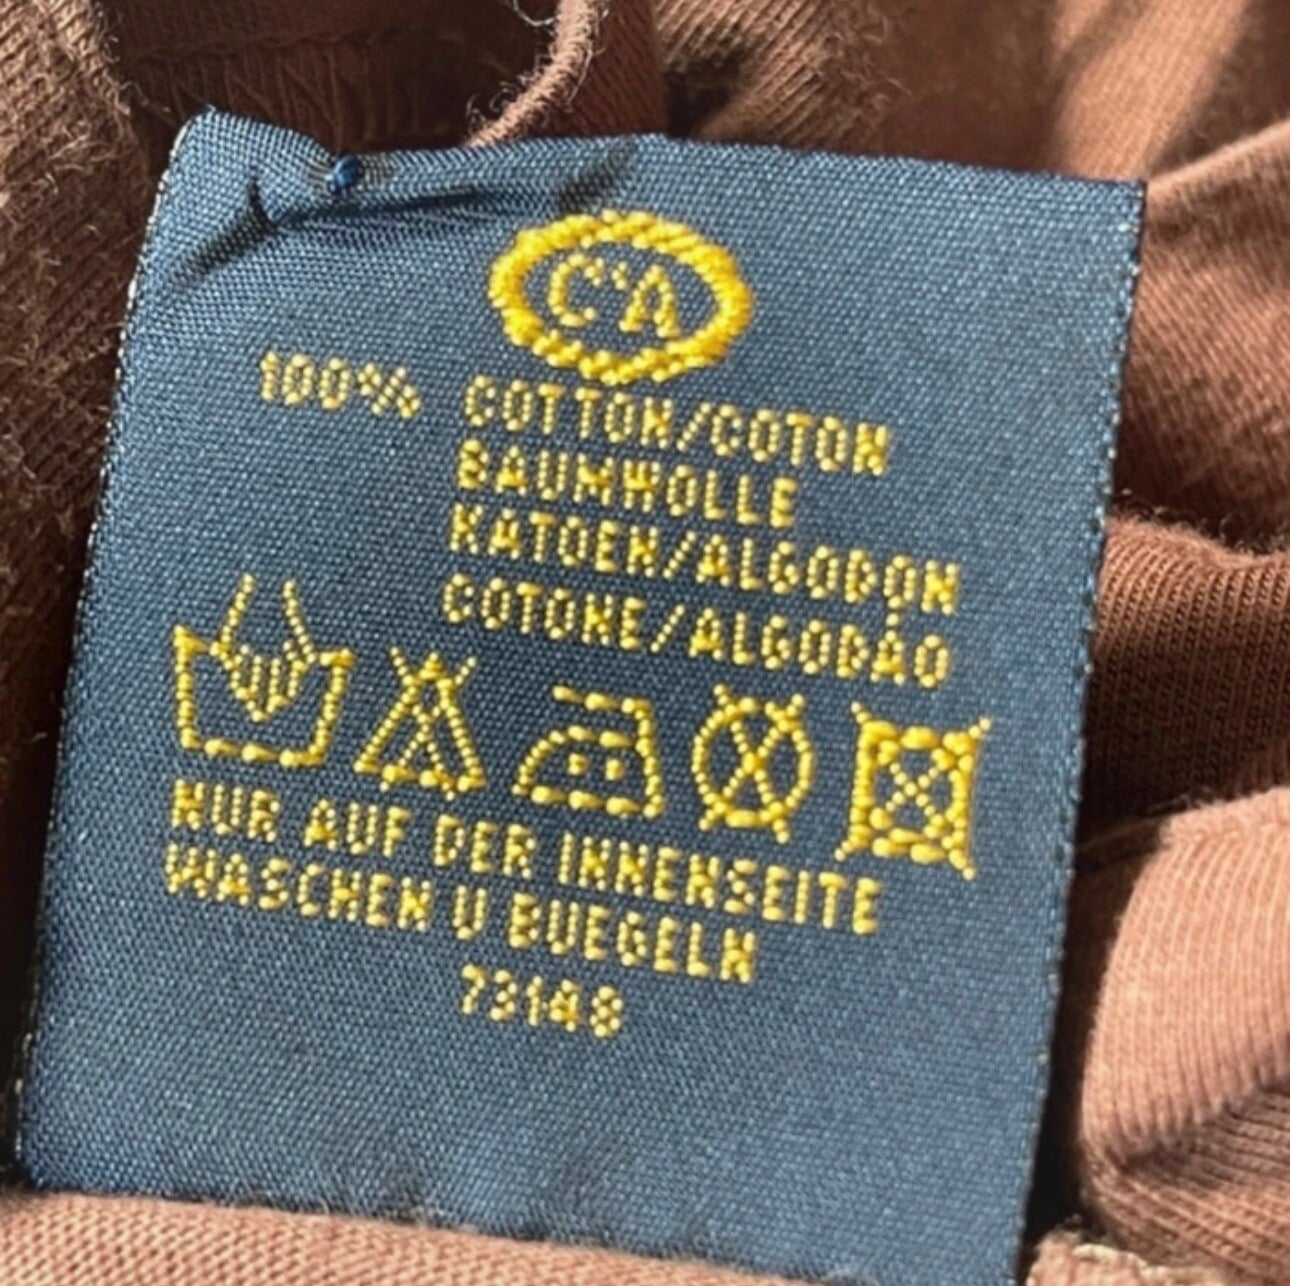 C&A
100% COTTON/COTON
BAUMWOLLE
KATOEN/ALGODON
COTONE/ALGODÃO
NUR AUF DER INNENSEITE
WASCHEN U BUEGELN
73148